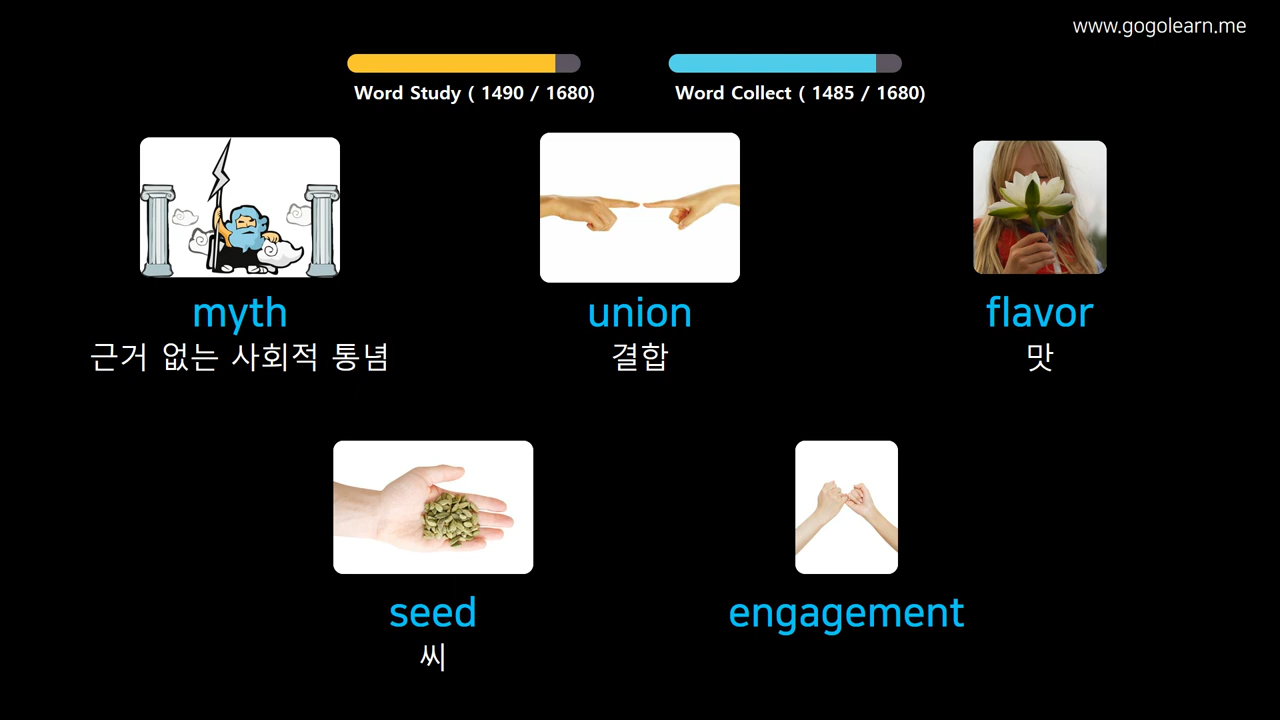 www.gogolearn.me
Word Study ( 1490 / 1680)
Word Collect ( 1485 / 1680)
myth
근거 없는 사회적 통념
union
결합
flavor
맛
seed
씨
engagement